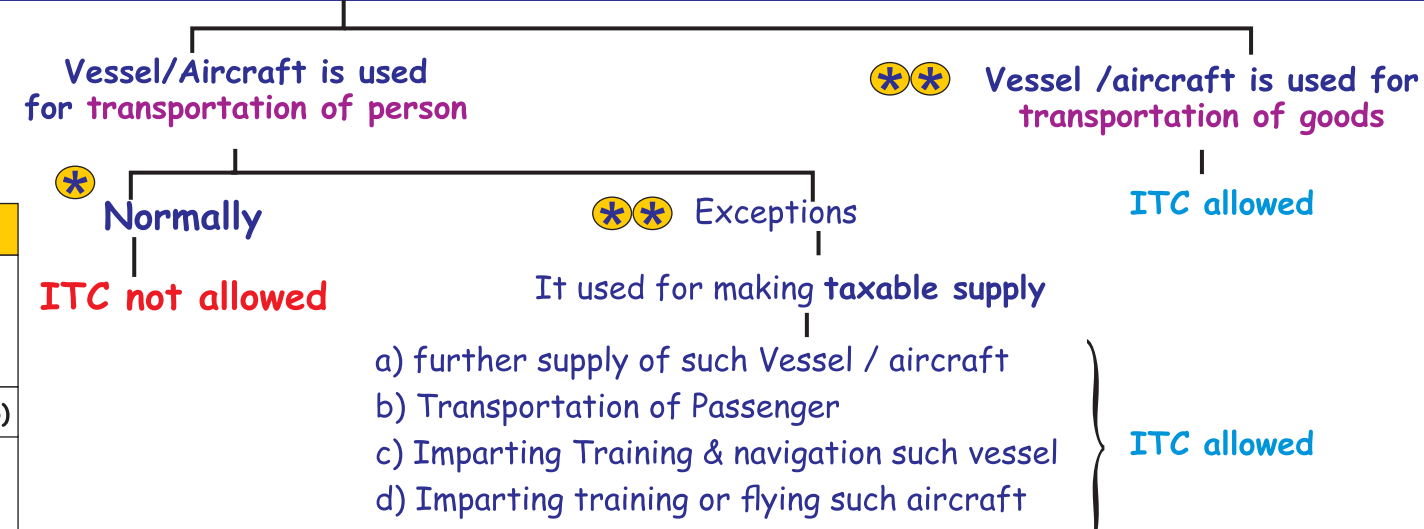 Vessel/Aircraft is used
for transportation of person
** Vessel /aircraft is used for
transportation of goods
ITC allowed
*
Normally
ITC not allowed
** Exceptions
It used for making taxable supply
a) further supply of such Vessel / aircraft
b) Transportation of Passenger
c) Imparting Training & navigation such vessel
d) Imparting training or flying such aircraft
ITC allowed
)